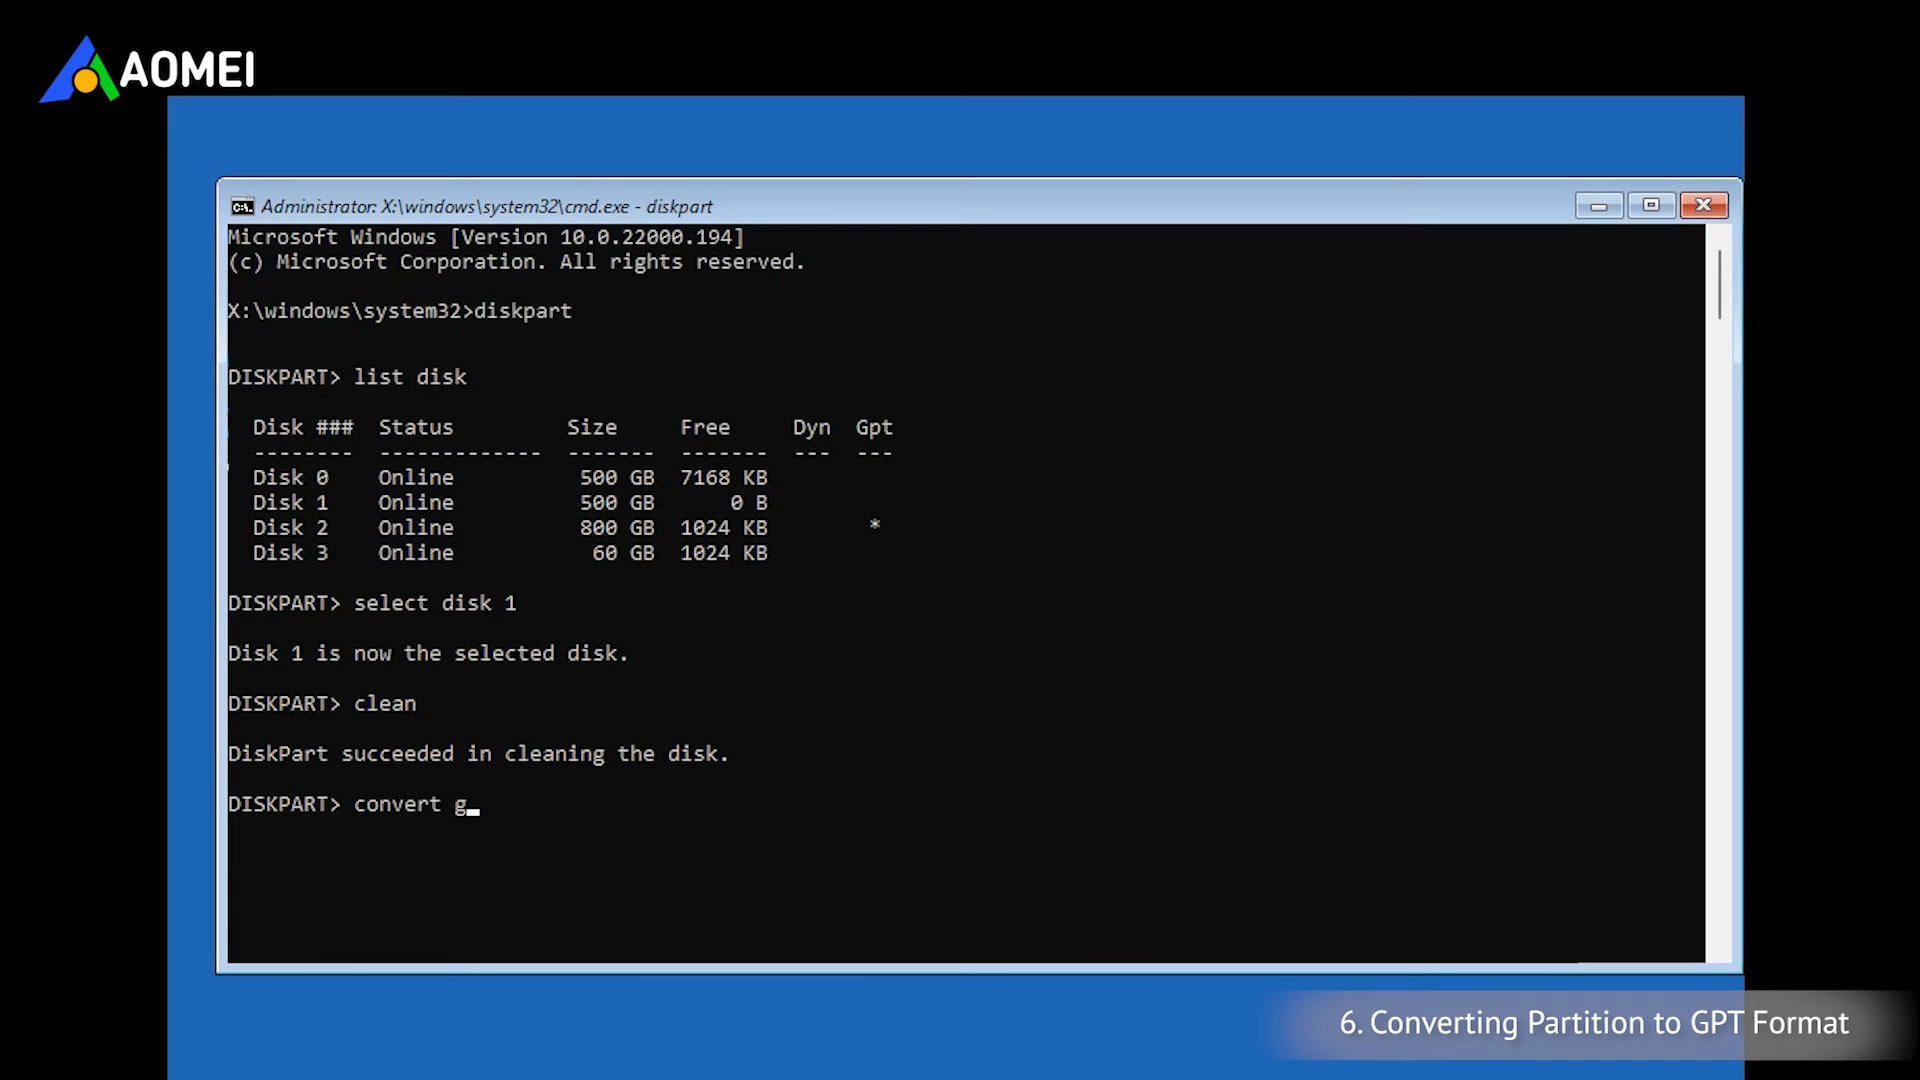 AOMEI
Administrator: X:\windows\system32\cmd.exe - diskpart
Microsoft Windows [Version 10.0.22000.194]
(c) Microsoft Corporation. All rights reserved.
X:\windows\system32>diskpart
DISKPART> list disk
Disk ###  Status         Size     Free     Dyn  Gpt
--------  -------------  -------  -------  ---  ---
Disk 0    Online          500 GB  7168 KB
Disk 1    Online          500 GB      0 B
Disk 2    Online          800 GB  1024 KB        *
Disk 3    Online           60 GB  1024 KB
DISKPART> select disk 1
Disk 1 is now the selected disk.
DISKPART> clean
DiskPart succeeded in cleaning the disk.
DISKPART> convert g_
6. Converting Partition to GPT Format